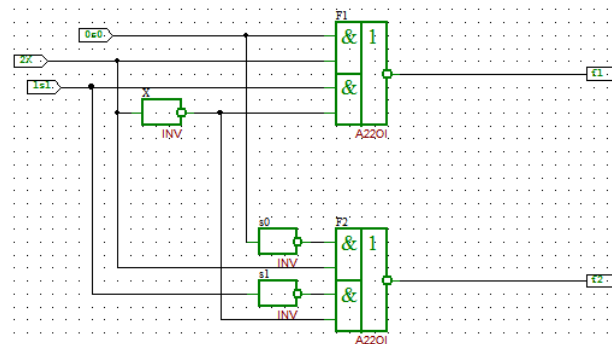 F1
0s0
& 1
2X
f1
1s1
&
X
INV
A22OI
s0
F2
& 1
INV
s1
f2
&
INV
A22OI